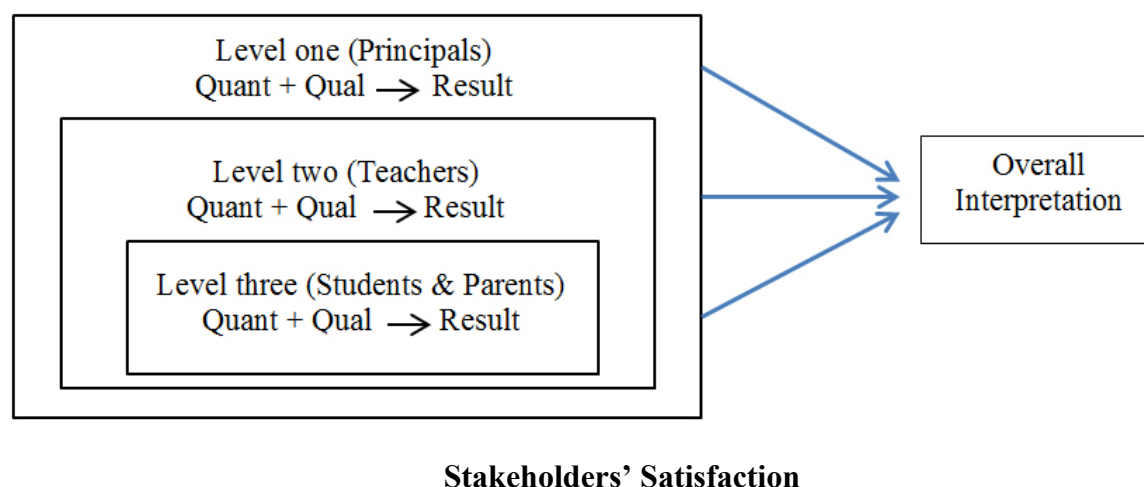 Level one (Principals)
Quant + Qual → Result
Level two (Teachers)
Quant + Qual → Result
Level three (Students & Parents)
Quant + Qual → Result
Overall
Interpretation
Stakeholders’ Satisfaction